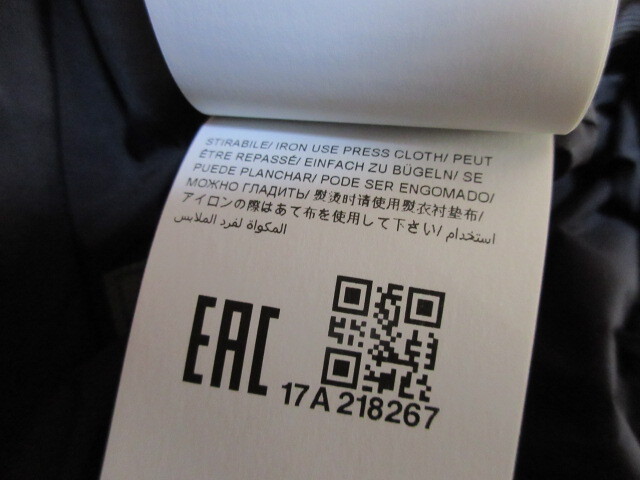 STIRABILE/ IRON USE PRESS CLOTH/ PEUT
ÊTRE REPASSÉ/ EINFACH ZU BÜGELN/ SE
PUEDE PLANCHAR/ PODE SER ENGOMADO/
МОЖНО ГЛАДИТЬ/ 熨烫时请使用熨衣衬垫布/
アイロンの際はあて布を使用して下さい/ استخدام
المكواة لفرد الملابس
EAC
17A 218267